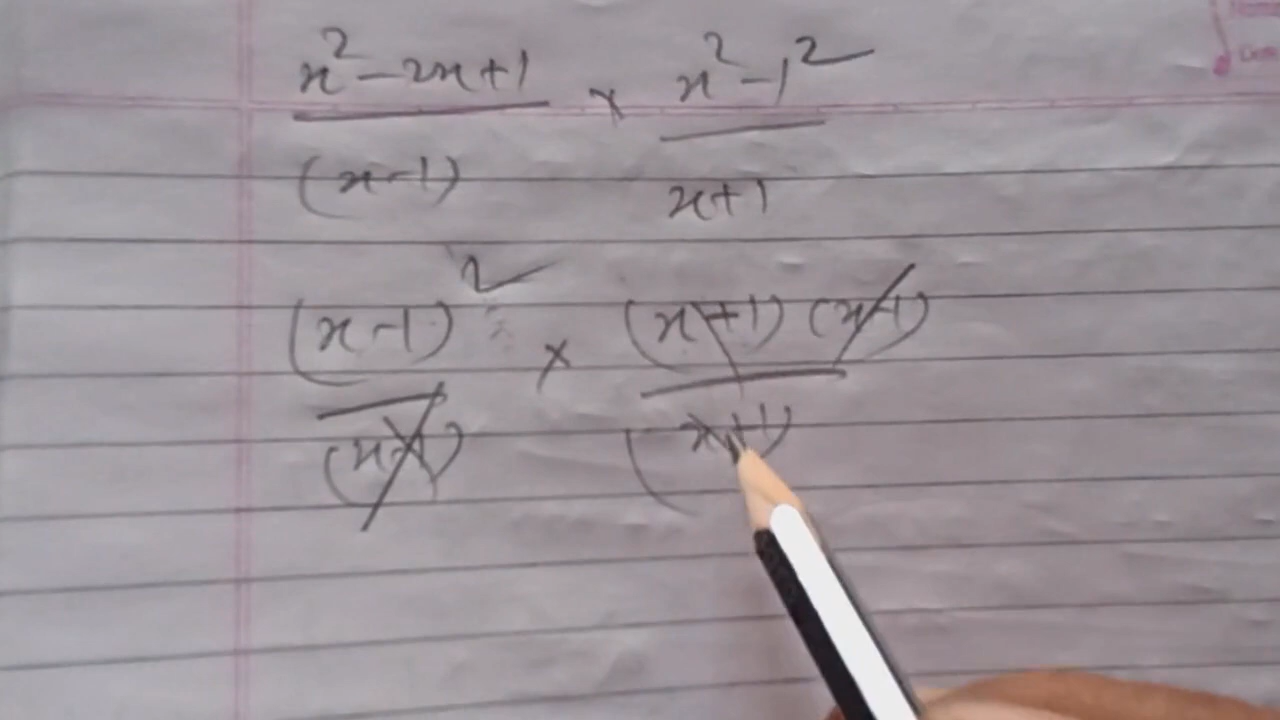 x² - 2x + 1 × x² - 1²
(x - 1) x + 1
(x - 1)² × (x + 1) (x - 1)
(x - 1) (x + 1)